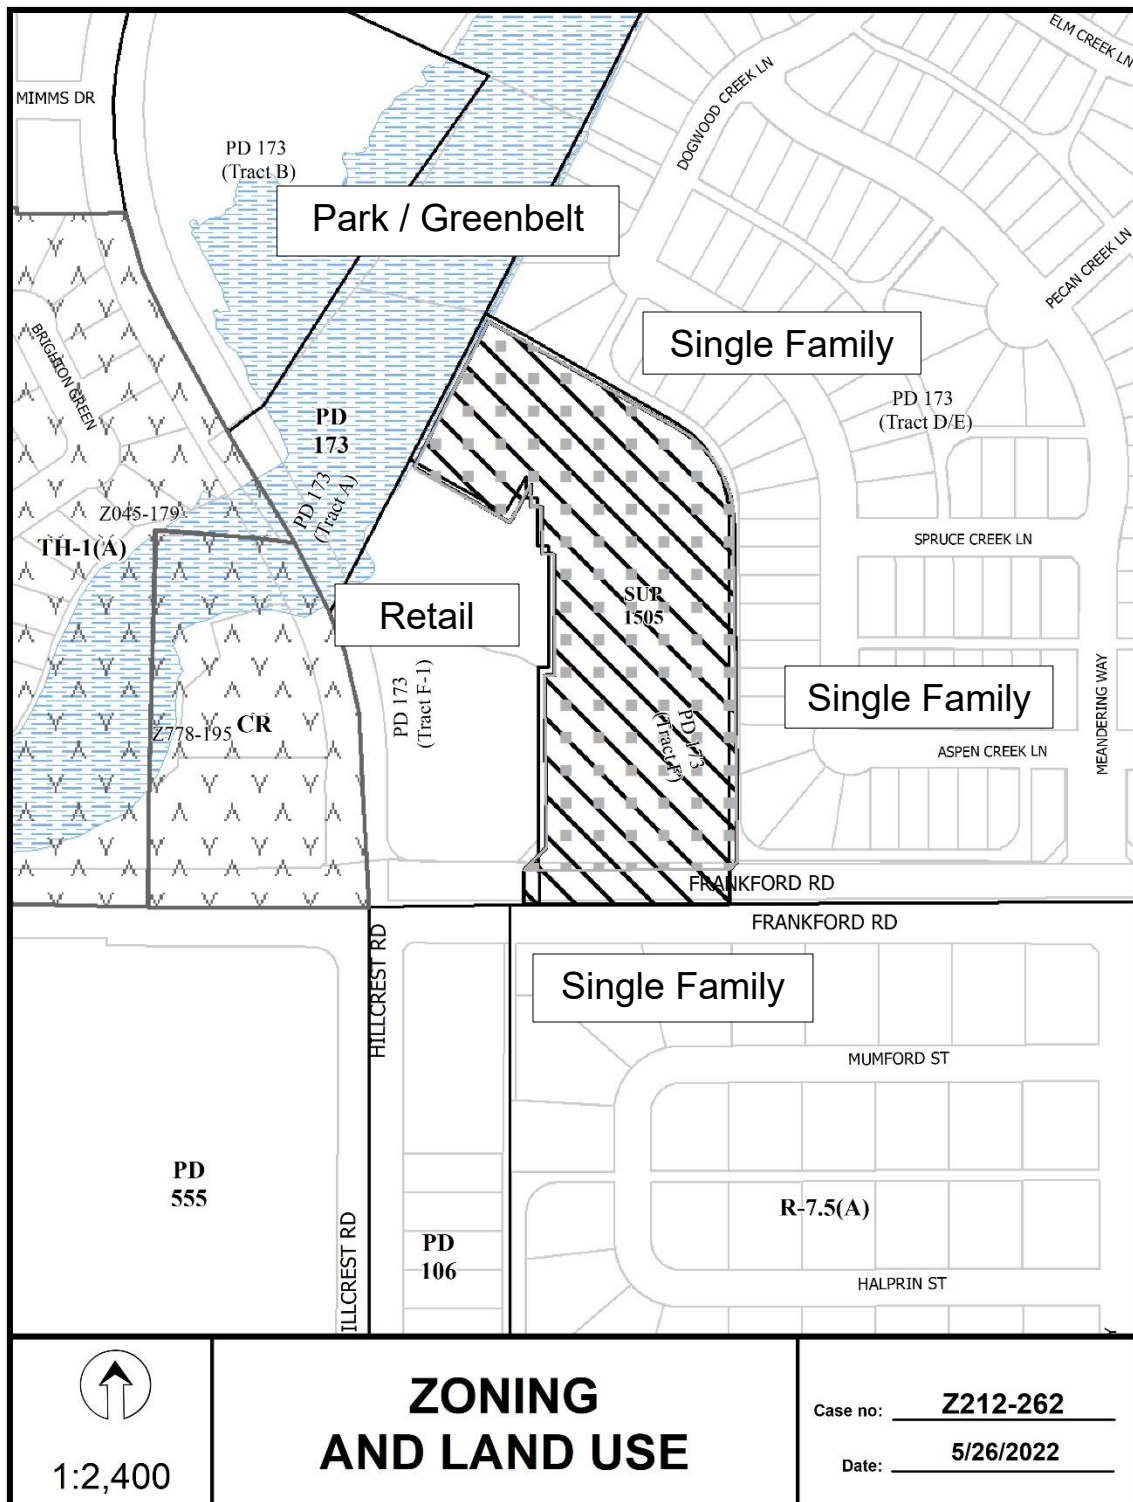 ELM CREEK LN
MIMMS DR
DOGWOOD CREEK LN
PD 173
(Tract B)
Park / Greenbelt
PECAN CREEK LN
Single Family
BRIGHTON GREEN
PD 173
(Tract D/E)
PD
173
PD 173
(Tract A)
Z045-179
TH-1(A)
SPRUCE CREEK LN
SUP
1505
Retail
PD 173
(Tract F-1)
Single Family
Z778-195
CR
PD 173
(Tract F)
ASPEN CREEK LN
MEANDERING WAY
FRANKFORD RD
FRANKFORD RD
HILLCREST RD
Single Family
MUMFORD ST
PD
555
R-7.5(A)
PD
106
ILLCREST RD
HALPRIN ST
Y
1:2,400
ZONING
AND LAND USE
Case no: Z212-262
Date: 5/26/2022